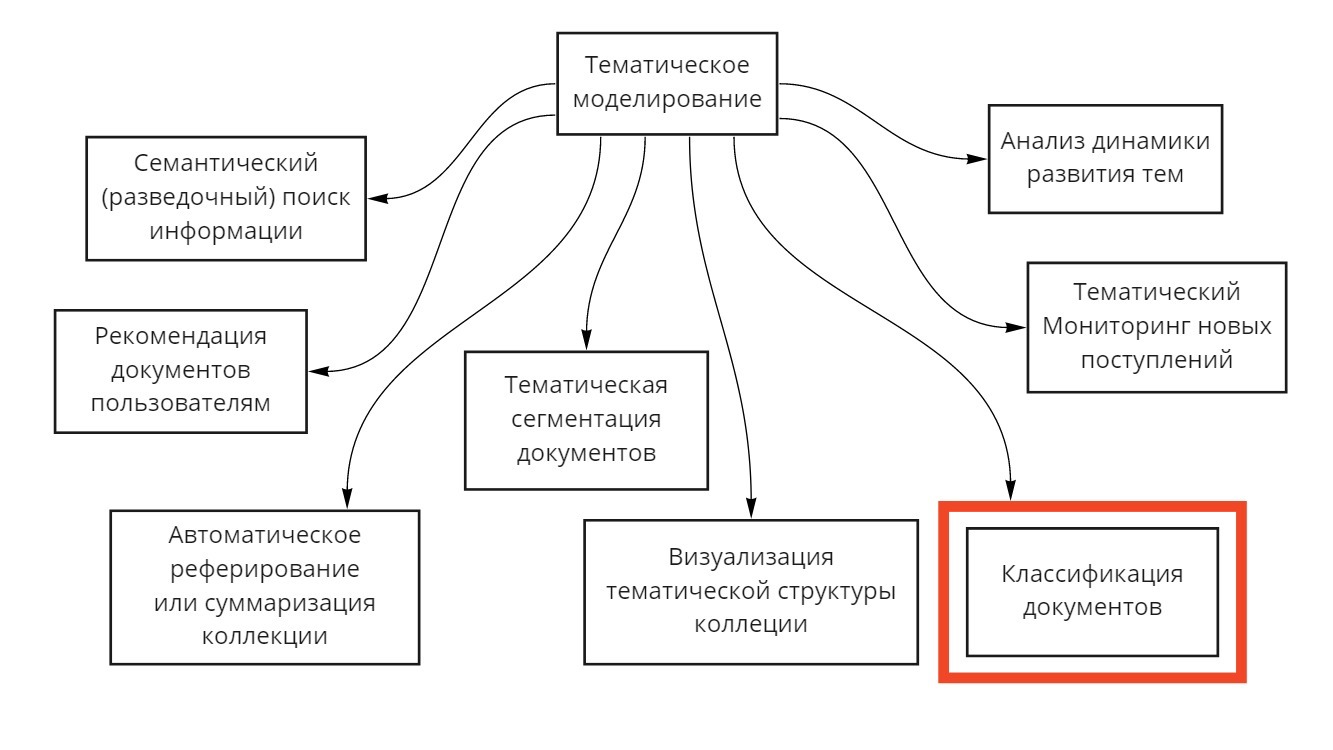 Тематическое
моделирование
Семантический
(разведочный) поиск
информации
Анализ динамики
развития тем
Рекомендация
документов
пользователям
Тематический
Мониторинг новых
поступлений
Тематическая
сегментация
документов
Автоматическое
реферирование
или суммаризация
коллекции
Визуализация
тематической структуры
коллеции
Классификация
документов